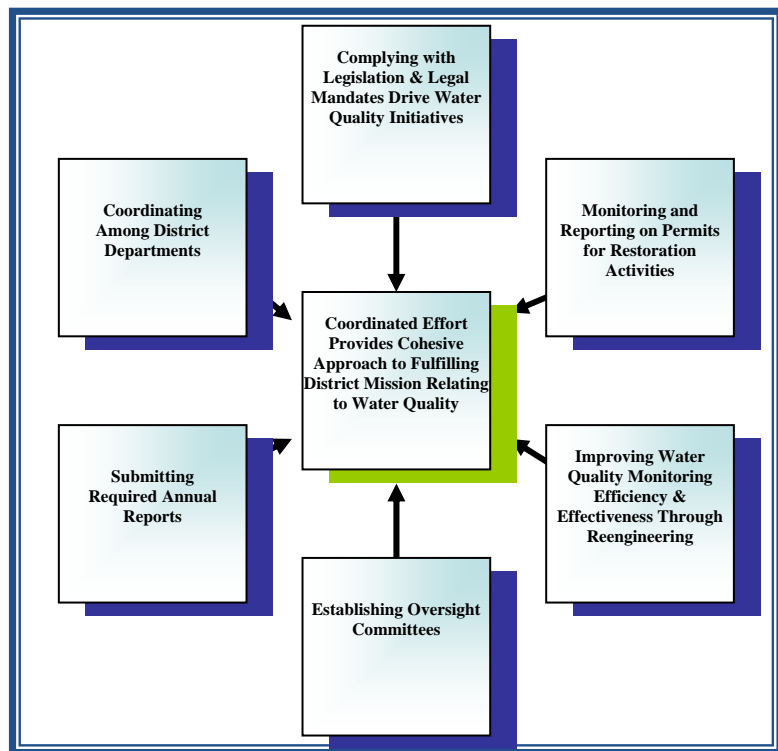 Complying with
Legislation & Legal
Mandates Drive Water
Quality Initiatives
Coordinating
Among District
Departments
Monitoring and
Reporting on Permits
for Restoration
Activities
Coordinated Effort
Provides Cohesive
Approach to Fulfilling
District Mission Relating
to Water Quality
Submitting
Required Annual
Reports
Improving Water
Quality Monitoring
Efficiency &
Effectiveness Through
Reengineering
Establishing Oversight
Committees